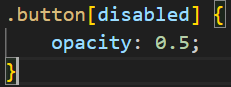 .button[disabled] {
    opacity: 0.5;
}